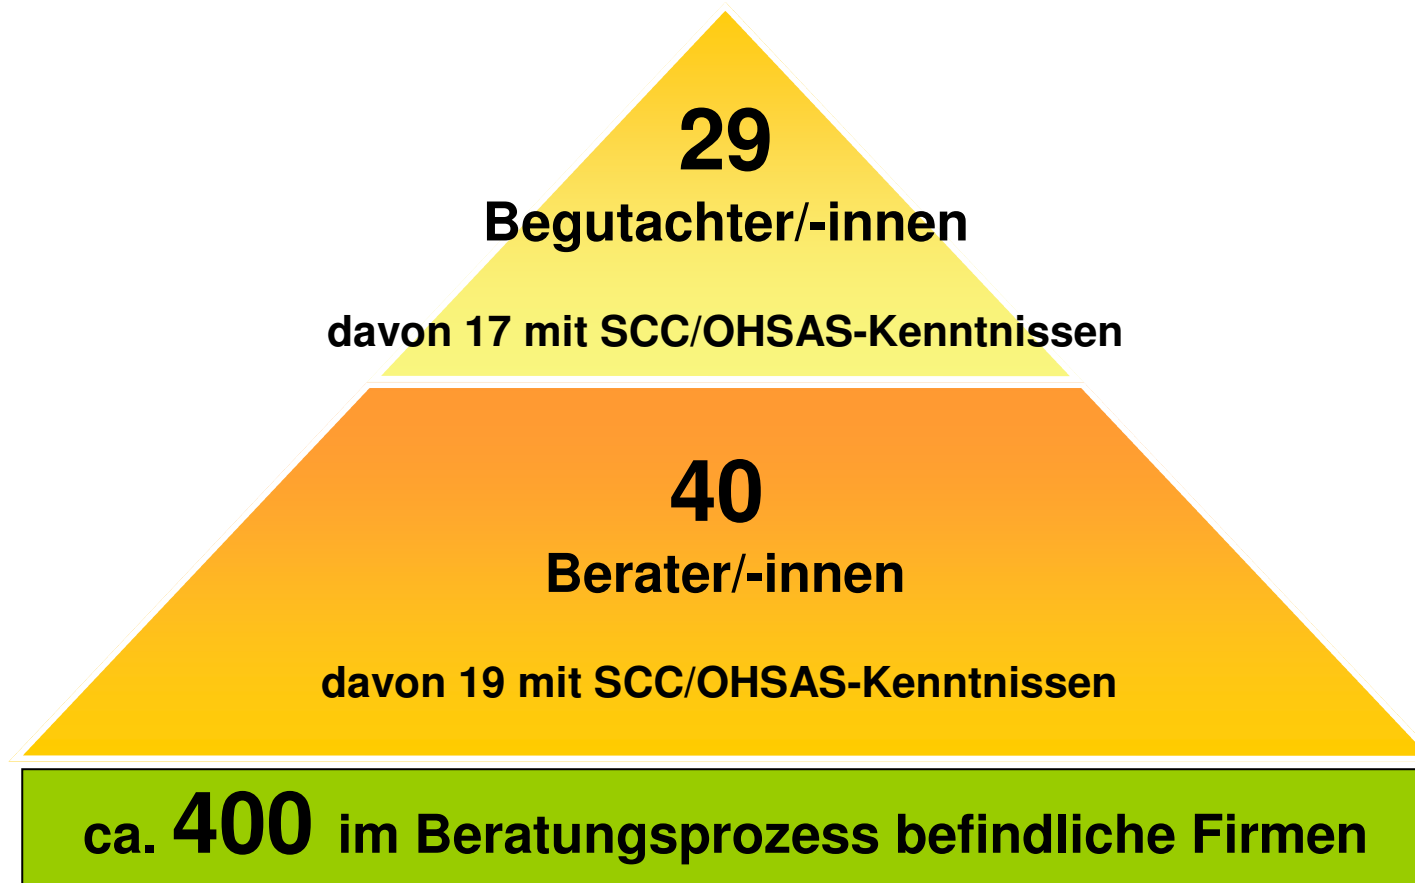 29
Begutachter/-innen
davon 17 mit SCC/OHSAS-Kenntnissen
40
Berater/-innen
davon 19 mit SCC/OHSAS-Kenntnissen
ca. 400 im Beratungsprozess befindliche Firmen